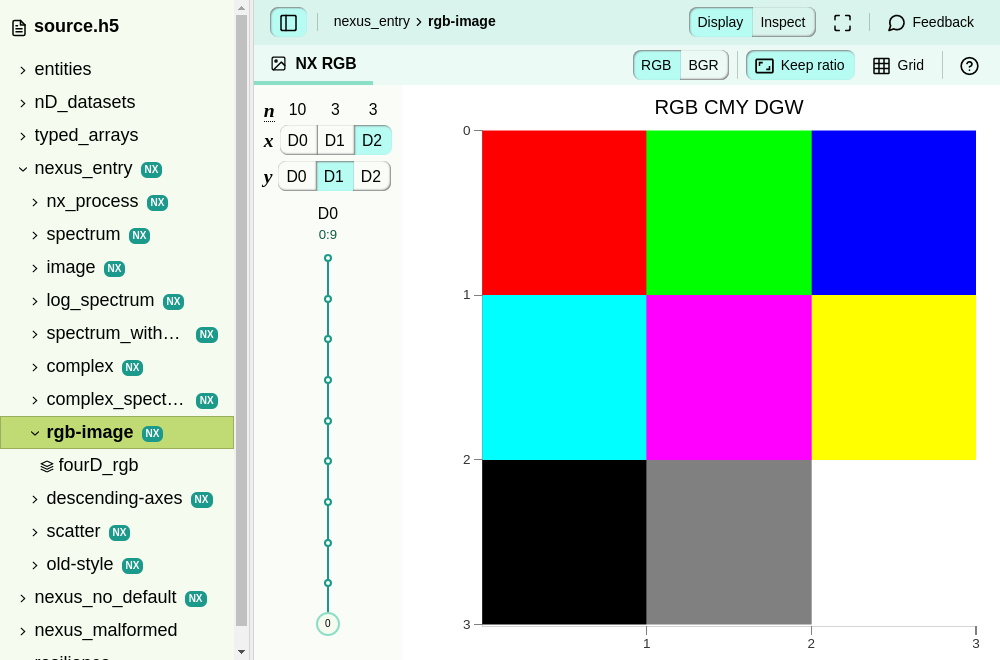 source.h5
entities
nD_datasets
typed_arrays
nexus_entry NX
nx_process NX
spectrum NX
image NX
log_spectrum NX
spectrum_with… NX
complex NX
complex_spect… NX
rgb-image NX
fourD_rgb
descending-axes NX
scatter NX
old-style NX
nexus_no_default NX
nexus_malformed
nexus_entry › rgb-image
Display Inspect
Feedback
NX RGB
RGB BGR
Keep ratio
Grid
n 10 3 3
x D0 D1 D2
y D0 D1 D2
D0
0:9
0
RGB CMY DGW
0
1
2
3
1 2 3